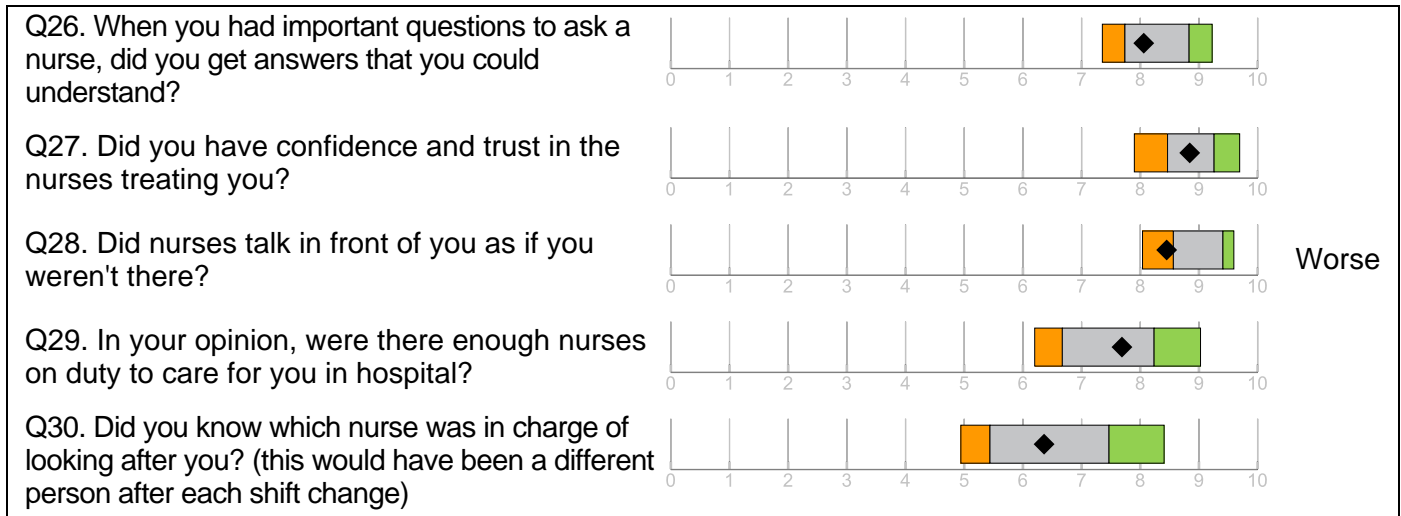 Q26. When you had important questions to ask a
nurse, did you get answers that you could
understand?
0 1 2 3 4 5 6 7 8 9 10
Q27. Did you have confidence and trust in the
nurses treating you?
0 1 2 3 4 5 6 7 8 9 10
Q28. Did nurses talk in front of you as if you
weren't there?
0 1 2 3 4 5 6 7 8 9 10
Worse
Q29. In your opinion, were there enough nurses
on duty to care for you in hospital?
0 1 2 3 4 5 6 7 8 9 10
Q30. Did you know which nurse was in charge of
looking after you? (this would have been a different
person after each shift change)
0 1 2 3 4 5 6 7 8 9 10